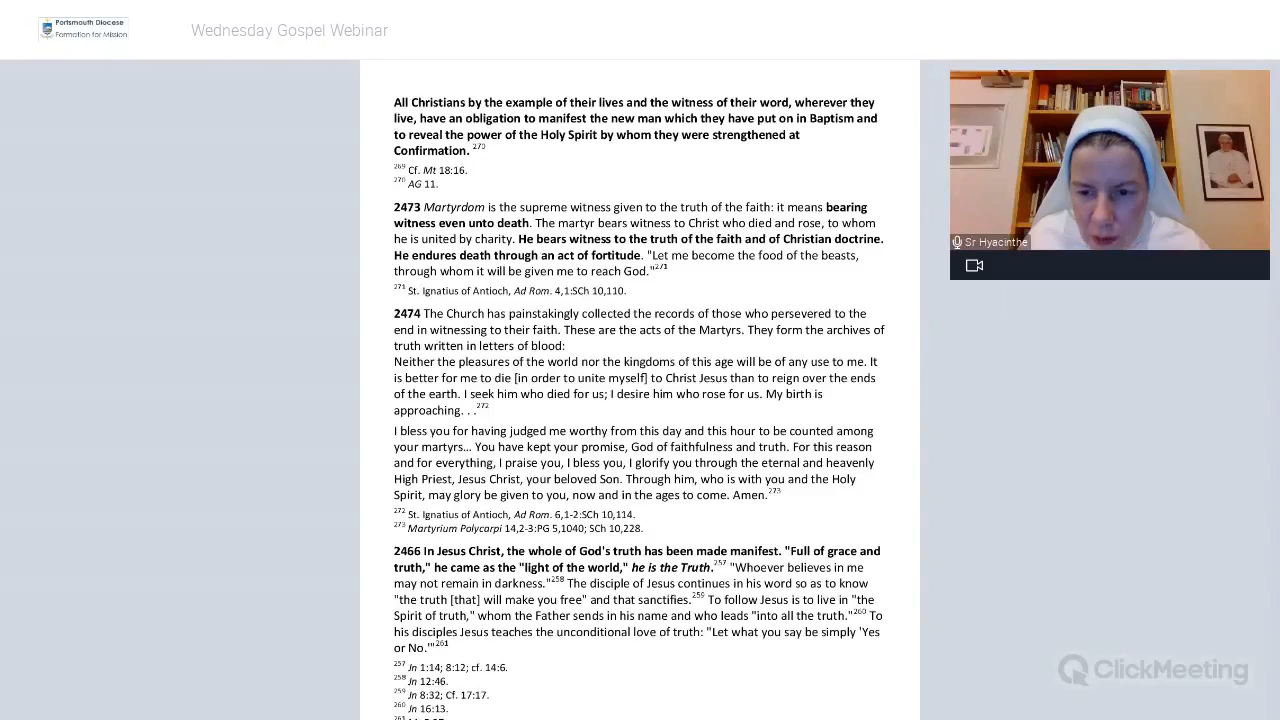 Portsmouth Diocese
Formation for Mission
Wednesday Gospel Webinar
All Christians by the example of their lives and the witness of their word, wherever they
live, have an obligation to manifest the new man which they have put on in Baptism and
to reveal the power of the Holy Spirit by whom they were strengthened at
Confirmation. 270
269 Cf. Mt 18:16.
270 AG 11.
2473 Martyrdom is the supreme witness given to the truth of the faith: it means bearing
witness even unto death. The martyr bears witness to Christ who died and rose, to whom
he is united by charity. He bears witness to the truth of the faith and of Christian doctrine.
He endures death through an act of fortitude. "Let me become the food of the beasts,
through whom it will be given me to reach God."271
271 St. Ignatius of Antioch, Ad Rom. 4,1:SCh 10,110.
2474 The Church has painstakingly collected the records of those who persevered to the
end in witnessing to their faith. These are the acts of the Martyrs. They form the archives of
truth written in letters of blood:
Neither the pleasures of the world nor the kingdoms of this age will be of any use to me. It
is better for me to die [in order to unite myself] to Christ Jesus than to reign over the ends
of the earth. I seek him who died for us; I desire him who rose for us. My birth is
approaching. . .272
I bless you for having judged me worthy from this day and this hour to be counted among
your martyrs… You have kept your promise, God of faithfulness and truth. For this reason
and for everything, I praise you, I bless you, I glorify you through the eternal and heavenly
High Priest, Jesus Christ, your beloved Son. Through him, who is with you and the Holy
Spirit, may glory be given to you, now and in the ages to come. Amen.273
272 St. Ignatius of Antioch, Ad Rom. 6,1-2:SCh 10,114.
273 Martyrium Polycarpi 14,2-3:PG 5,1040; SCh 10,228.
2466 In Jesus Christ, the whole of God's truth has been made manifest. "Full of grace and
truth," he came as the "light of the world," he is the Truth.257 "Whoever believes in me
may not remain in darkness."258 The disciple of Jesus continues in his word so as to know
"the truth [that] will make you free" and that sanctifies.259 To follow Jesus is to live in "the
Spirit of truth," whom the Father sends in his name and who leads "into all the truth."260 To
his disciples Jesus teaches the unconditional love of truth: "Let what you say be simply 'Yes
or No.'"261
257 Jn 1:14; 8:12; cf. 14:6.
258 Jn 12:46.
259 Jn 8:32; Cf. 17:17.
260 Jn 16:13.
Sr Hyacinthe
ClickMeeting